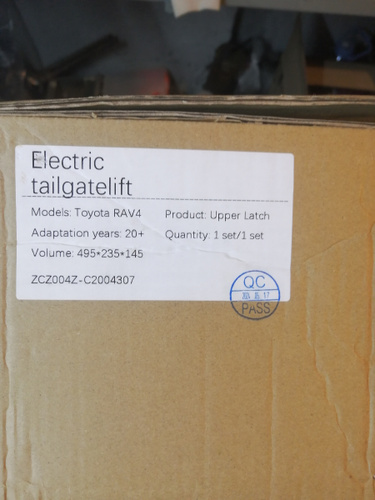 Electric
tailgatelift
Models: Toyota RAV4 Product: Upper Latch
Adaptation years: 20+ Quantity: 1 set/1 set
Volume: 495*235*145
ZCZ004Z-C2004307
QC
PASS